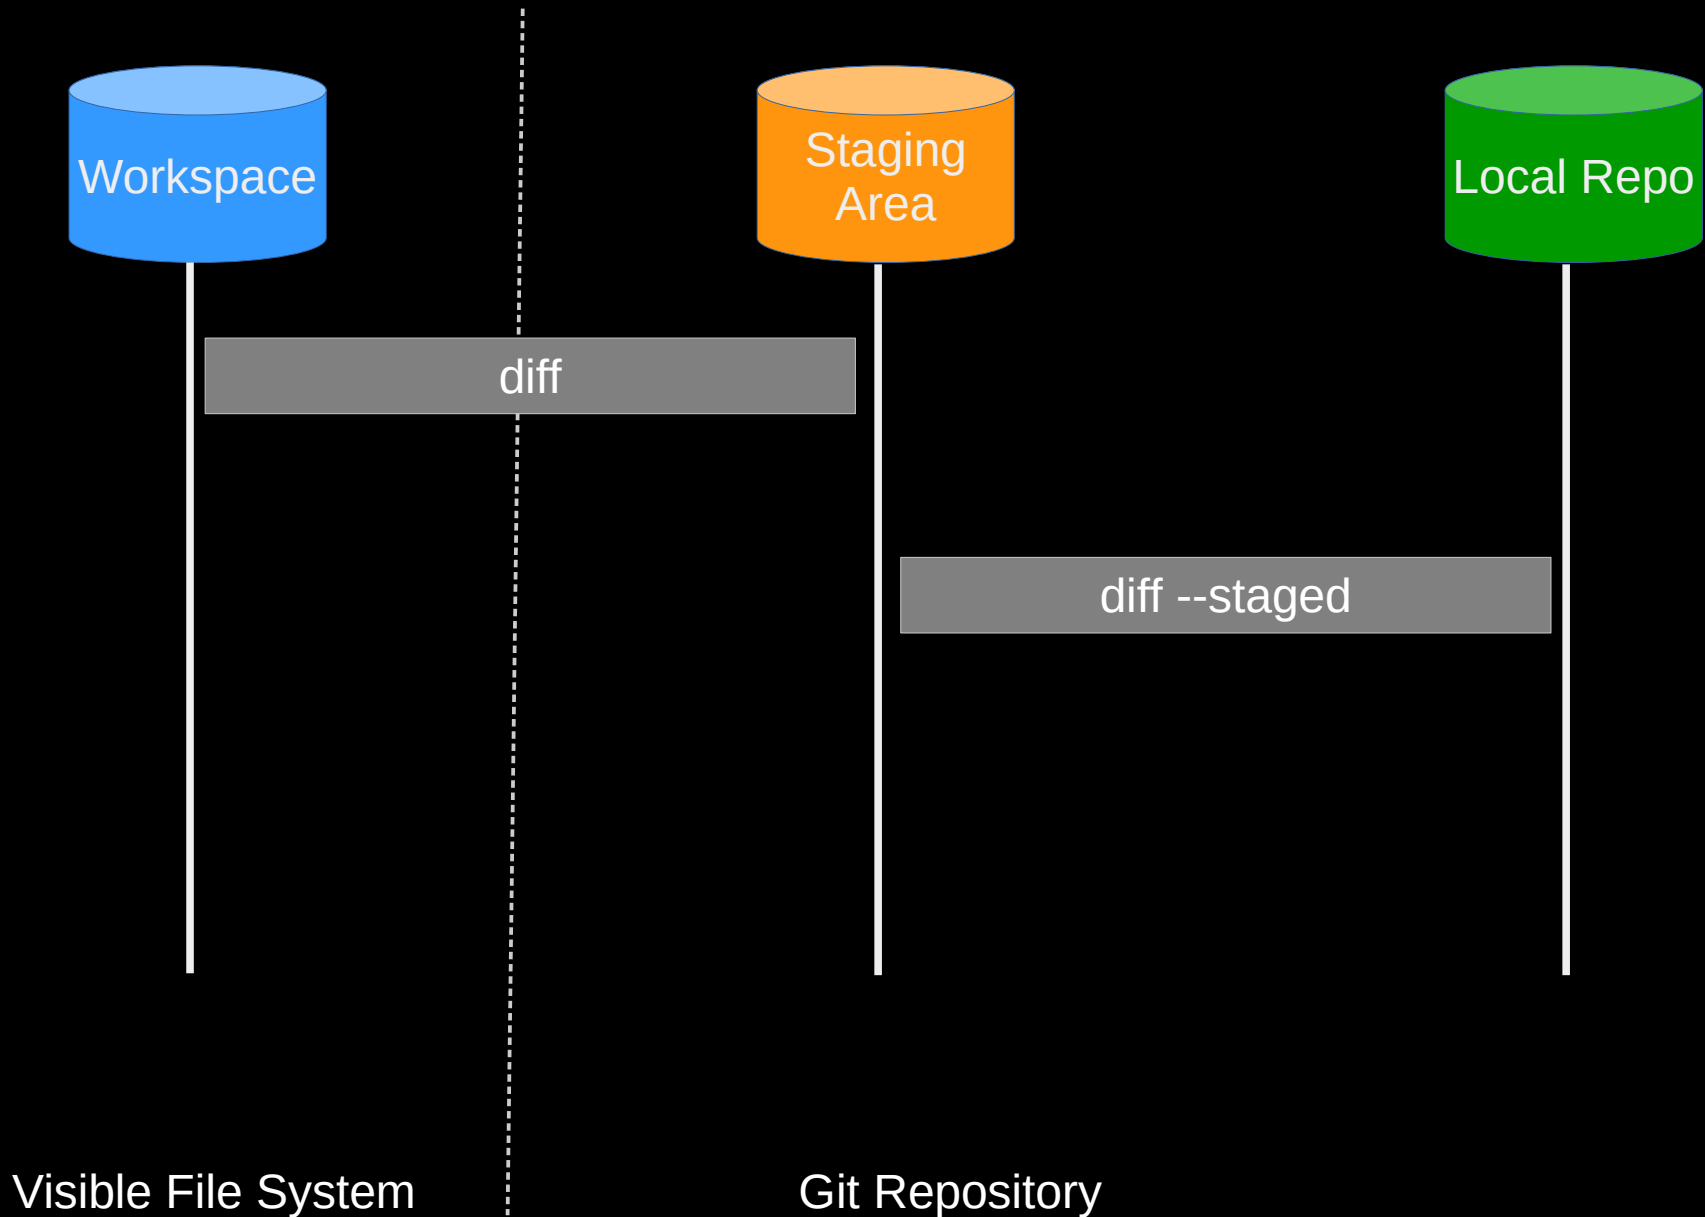 Workspace
Staging
Area
Local Repo
diff
diff --staged
Visible File System
Git Repository